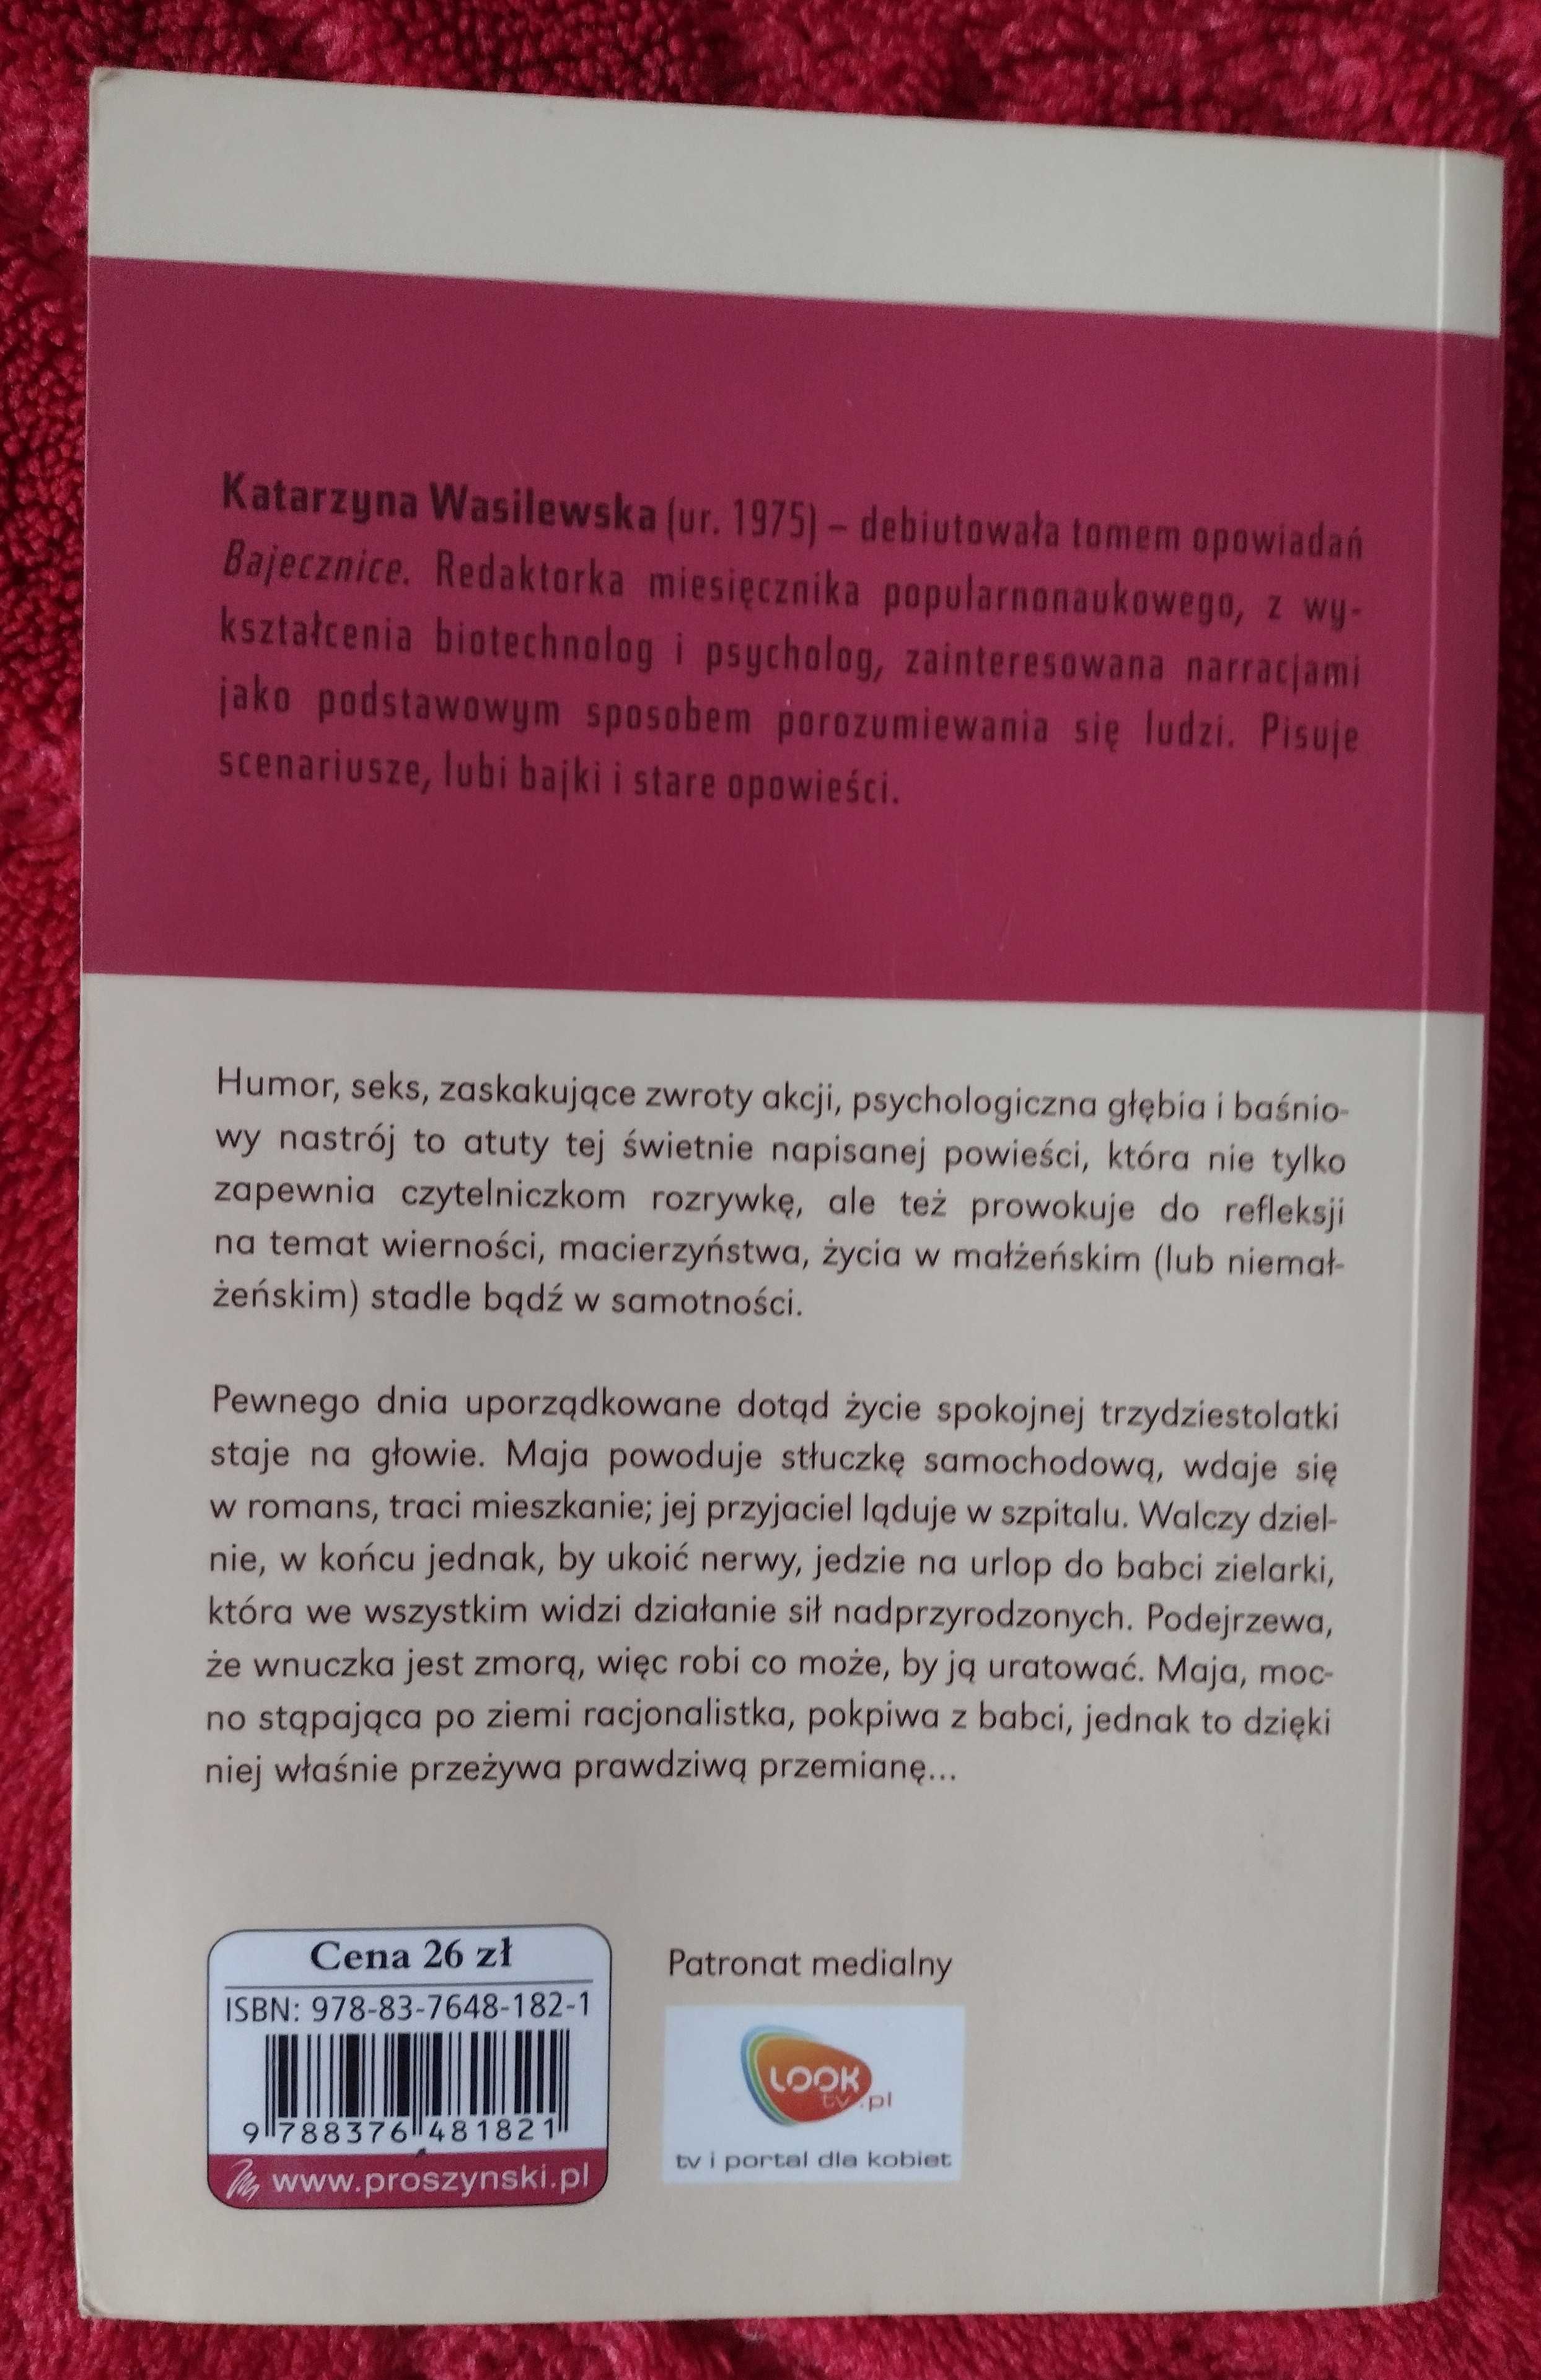 Katarzyna Wasilewska (ur. 1975) – debiutowała tomem opowiadań
Bajecznice. Redaktorka miesięcznika popularnonaukowego, z wy-
kształcenia biotechnolog i psycholog, zainteresowana narracjami
jako podstawowym sposobem porozumiewania się ludzi. Pisuje
scenariusze, lubi bajki i stare opowieści.
Humor, seks, zaskakujące zwroty akcji, psychologiczna głębia i baśnio-
wy nastrój to atuty tej świetnie napisanej powieści, która nie tylko
zapewnia czytelniczkom rozrywkę, ale też prowokuje do refleksji
na temat wierności, macierzyństwa, życia w małżeńskim (lub niemał-
żeńskim) stadle bądź w samotności.
Pewnego dnia uporządkowane dotąd życie spokojnej trzydziestolatki
staje na głowie. Maja powoduje stłuczkę samochodową, wdaje się
w romans, traci mieszkanie; jej przyjaciel ląduje w szpitalu. Walczy dziel-
nie, w końcu jednak, by ukoić nerwy, jedzie na urlop do babci zielarki,
która we wszystkim widzi działanie sił nadprzyrodzonych. Podejrzewa,
że wnuczka jest zmorą, więc robi co może, by ją uratować. Maja, moc-
no stąpająca po ziemi racjonalistka, pokpiwa z babci, jednak to dzięki
niej właśnie przeżywa prawdziwą przemianę...
Cena 26 zł
ISBN: 978-83-7648-182-1
9 788376 481821
www.proszynski.pl
Patronat medialny
LOOK
tv.pl
tv i portal dla kobiet